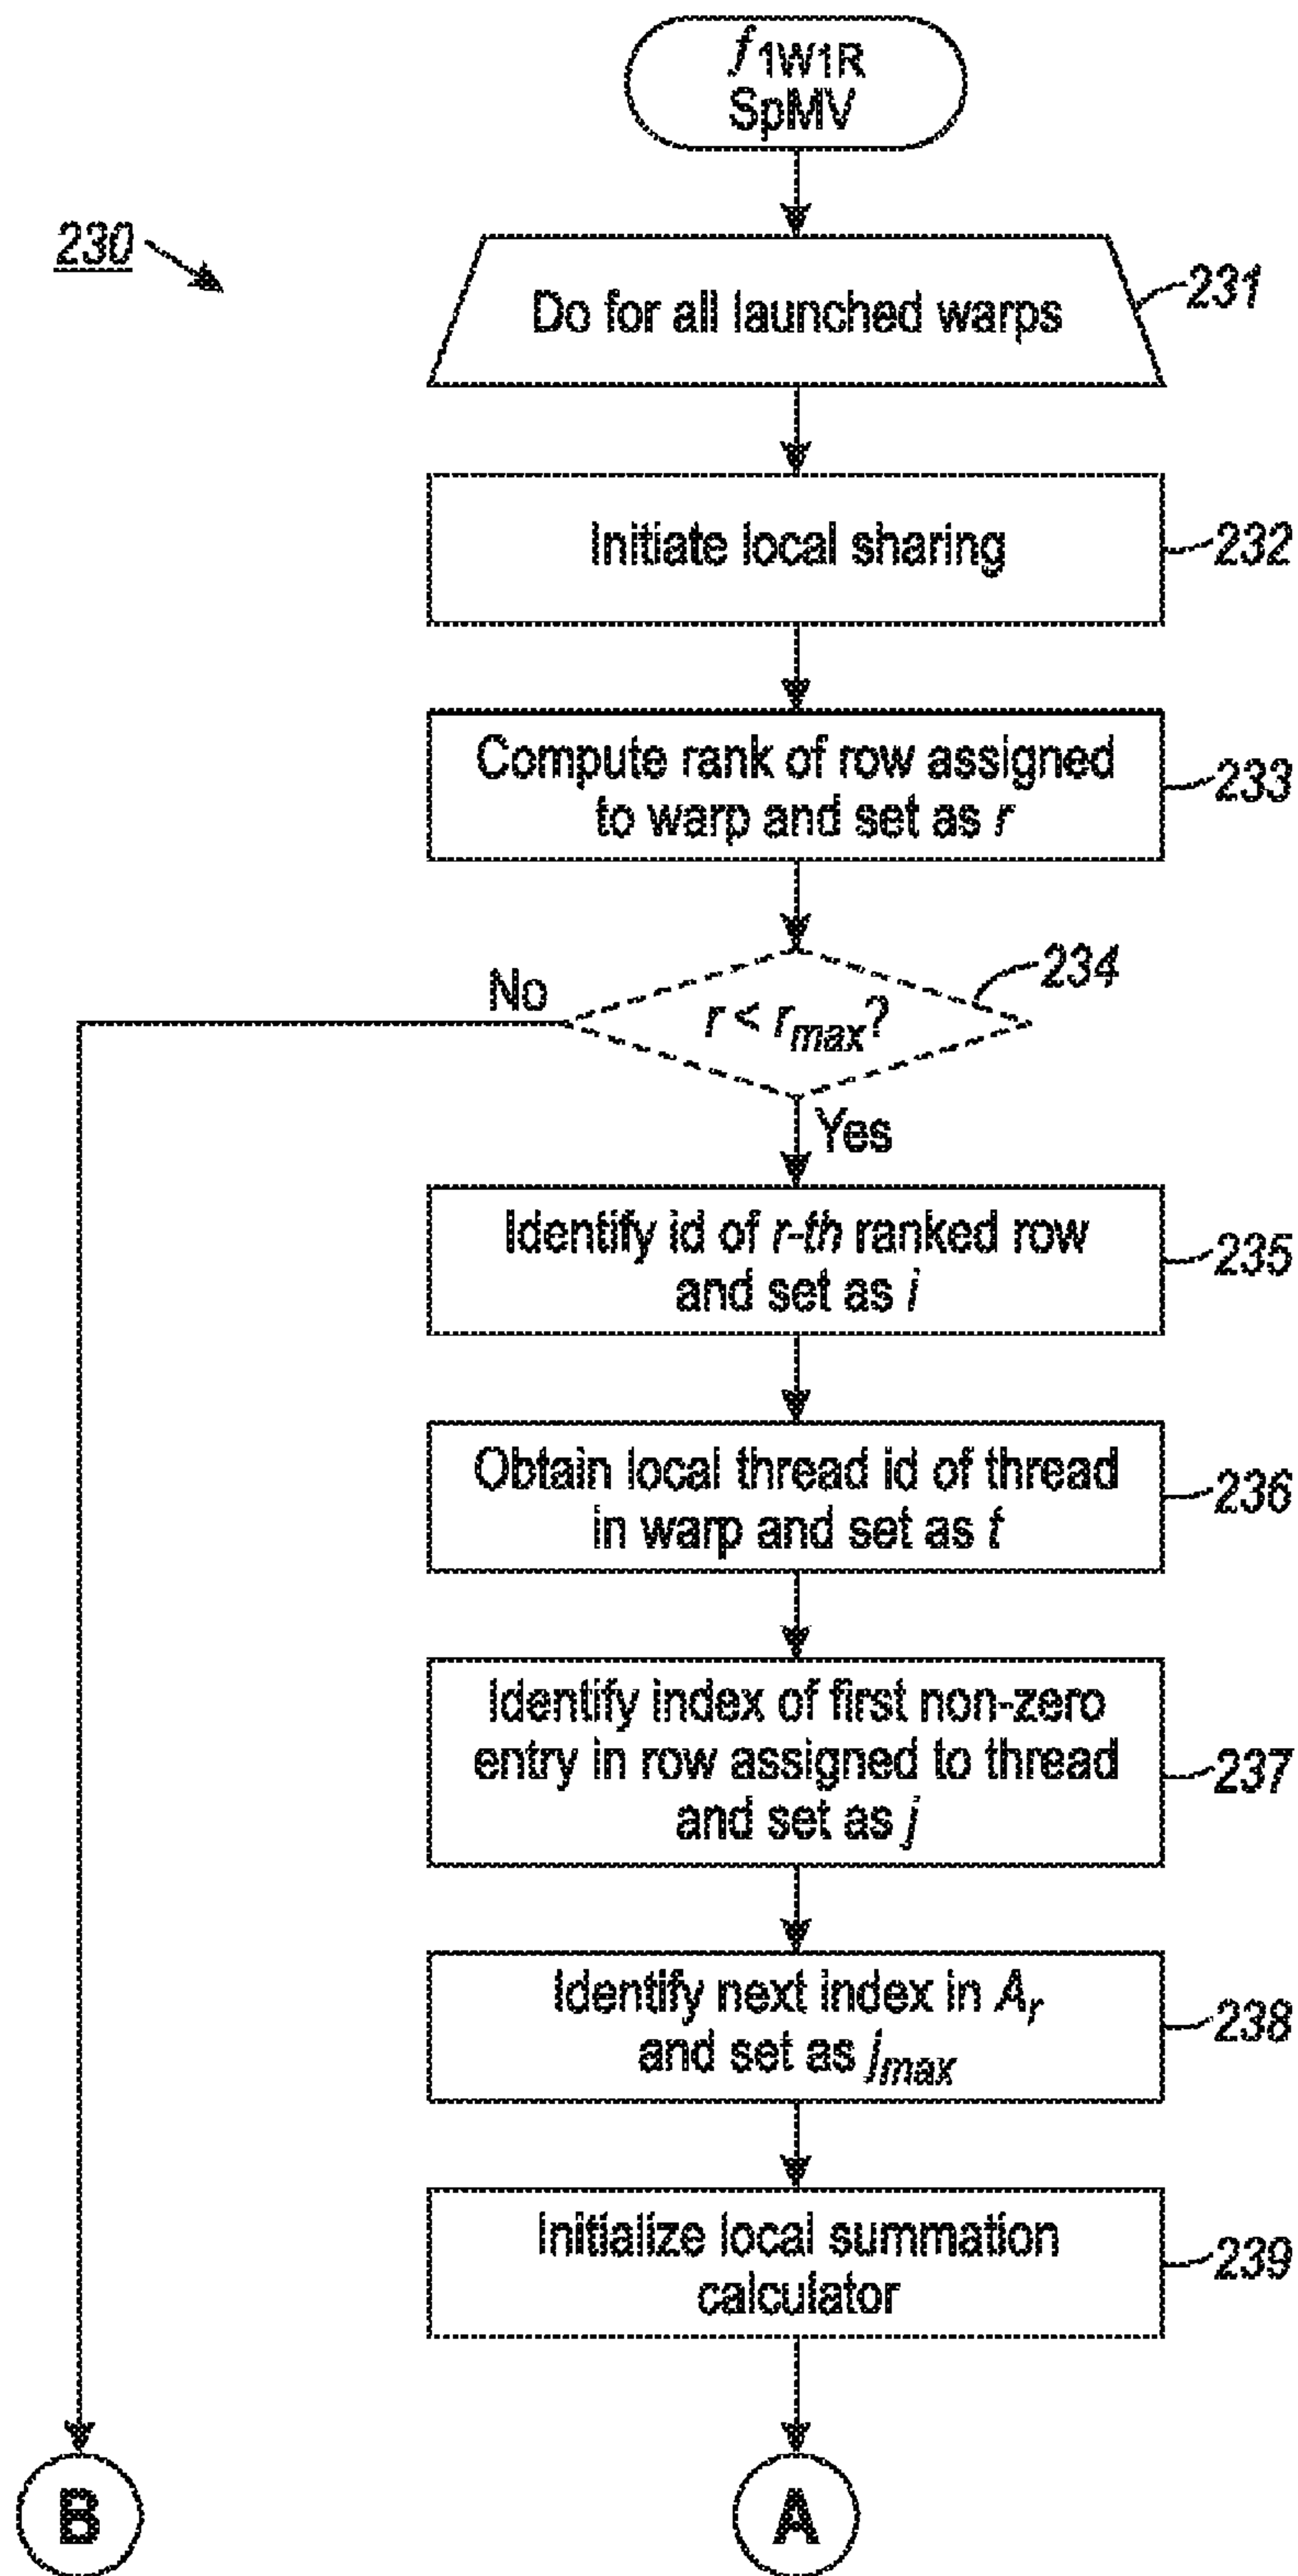 f1W1R
SpMV
230
Do for all launched warps
231
Initiate local sharing
232
Compute rank of row assigned
to warp and set as r
233
234
No
r < rmax?
Yes
Identify id of r-th ranked row
and set as i
235
Obtain local thread id of thread
in warp and set as t
236
Identify index of first non-zero
entry in row assigned to thread
and set as j
237
Identify next index in Ar
and set as jmax
238
Initialize local summation
calculator
239
B
A